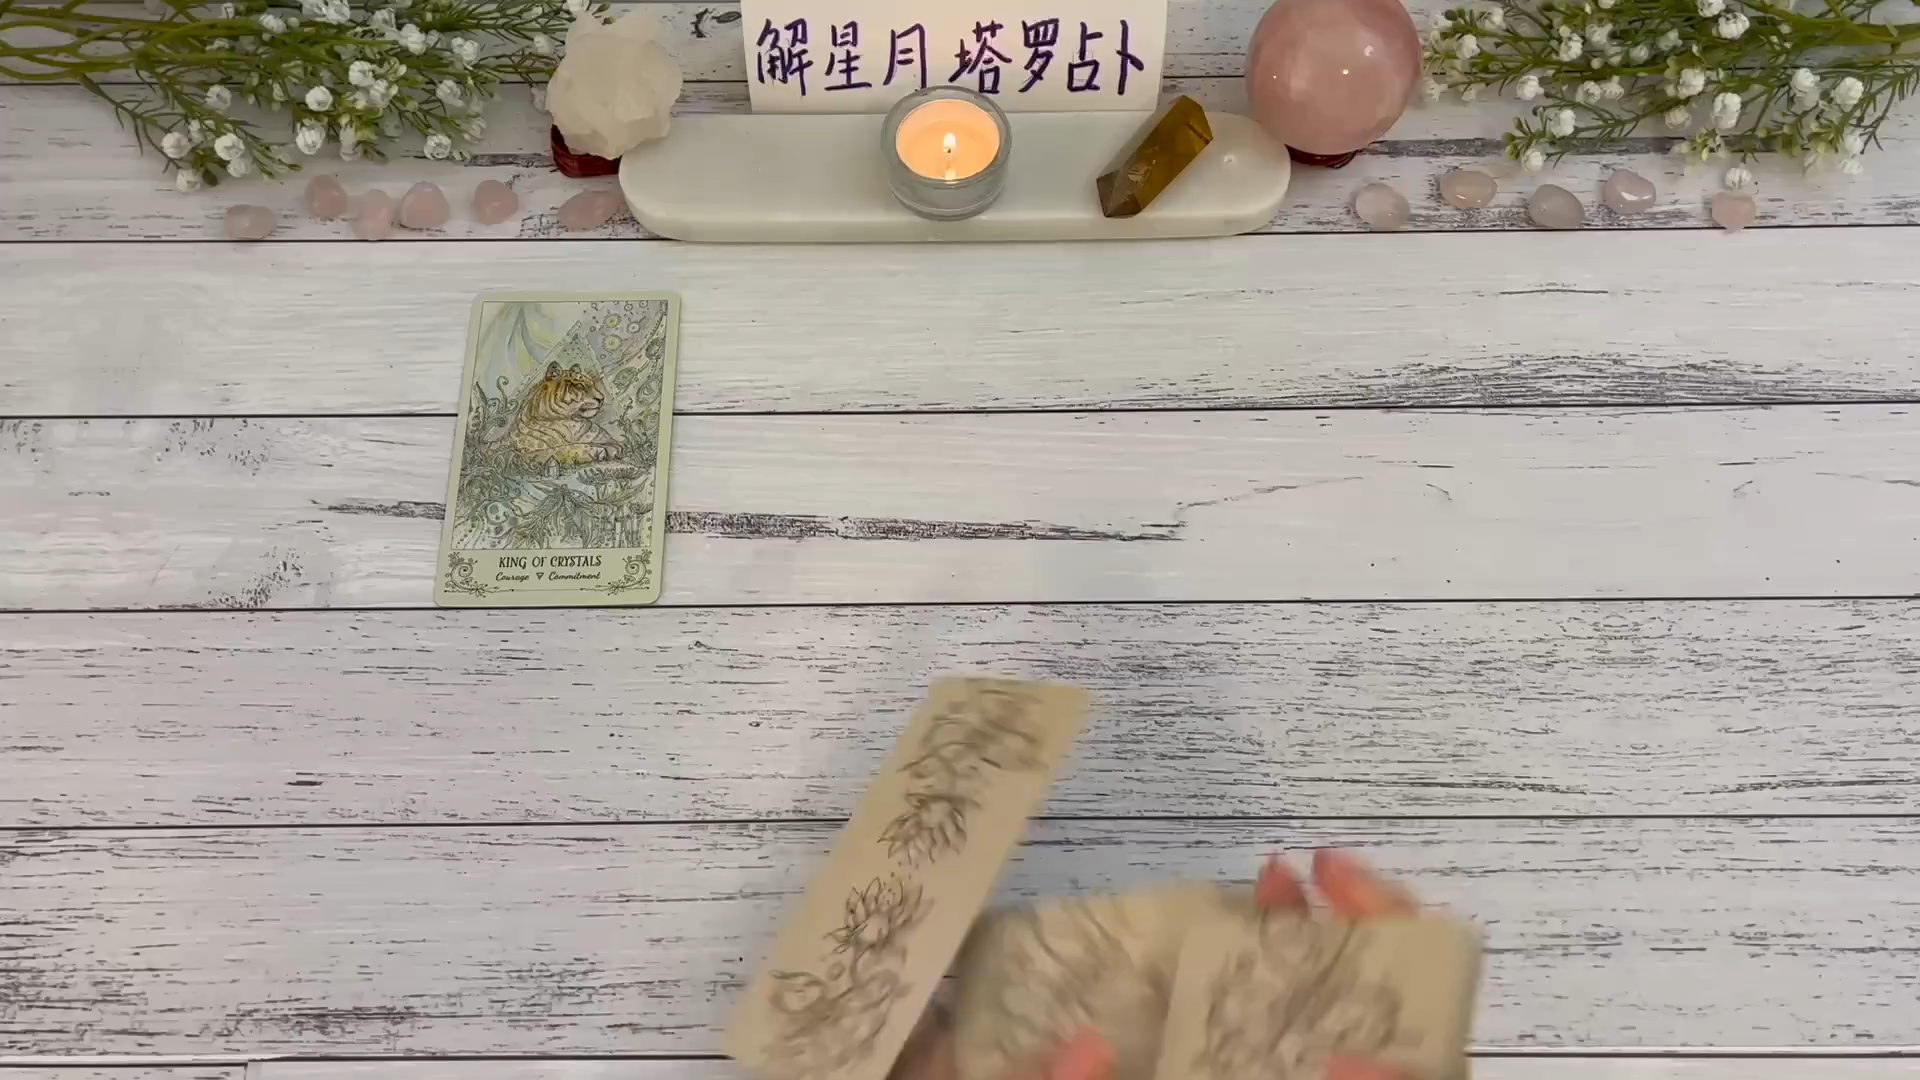 解星月塔罗占卜
KING OF CRYSTALS
Courage ▽ Commitment